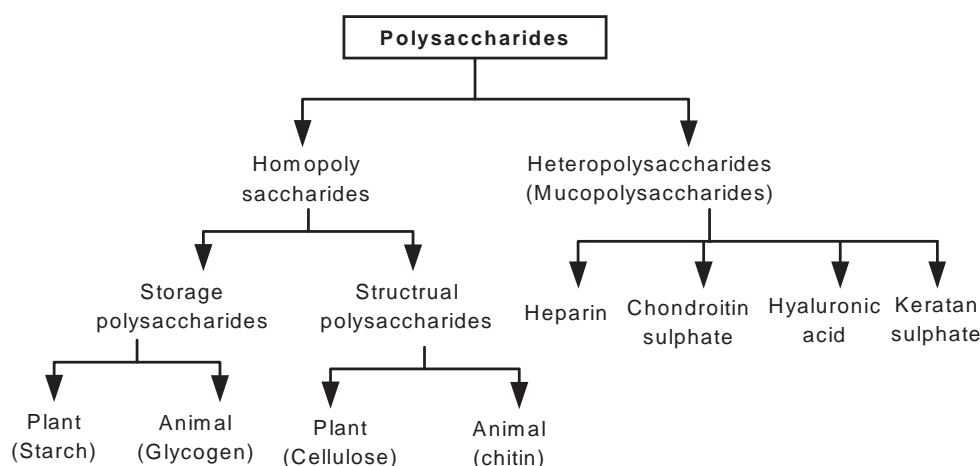 Polysaccharides
Homopoly
saccharides
Heteropolysaccharides
(Mucopolysaccharides)
Storage
polysaccharides
Structrual
polysaccharides
Heparin
Chondroitin
sulphate
Hyaluronic
acid
Keratan
sulphate
Plant
(Starch)
Animal
(Glycogen)
Plant
(Cellulose)
Animal
(chitin)